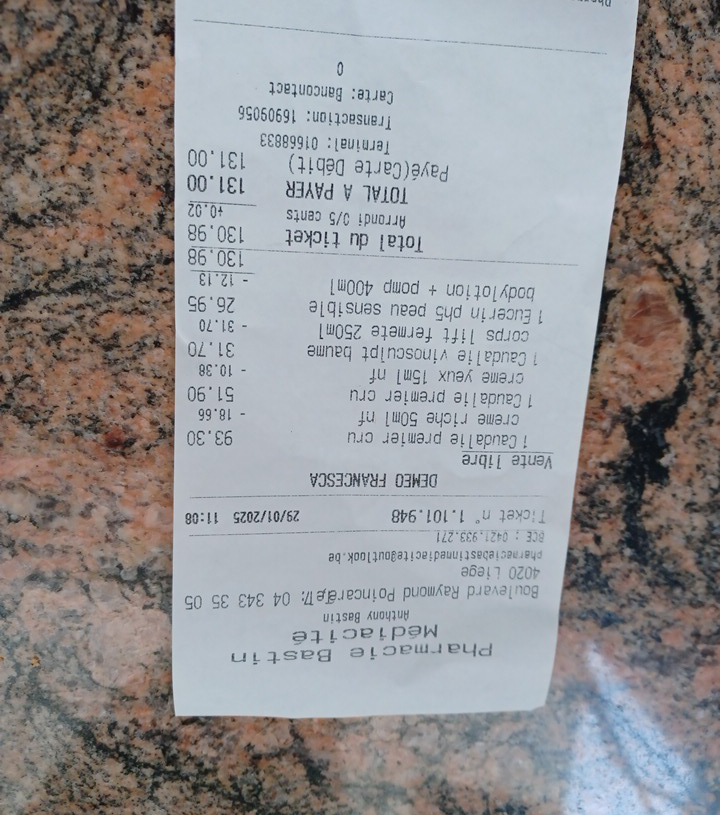 Pharmacie Bastin
Médiacité
Anthony Bastin
Boulevard Raymond Poincaré 7: 04 343 35 05
4020 Liege
pharmaciebastinmediacite@outlook.be
BCE : 0421.933.271
Ticket n° 1.101.948 29/01/2025 11:08
DEMEO FRANCESCA
Vente libre
1 Caudalie premier cru 93.30
creme riche 50ml nf - 18.66
1 Caudalie premier cru 51.90
creme yeux 15ml nf - 10.38
1 Caudalie vinosculpt baume 31.70
corps lift fermete 250ml - 31.70
1 Eucerin ph5 peau sensible 26.95
bodylotion + pomp 400ml - 12.13
130.98
Total du ticket 130.98
Arrondi 0/5 cents +0.02
TOTAL A PAYER 131.00
Payé(Carte Débit) 131.00
Terminal: 01668833
Transaction: 16909056
Carte: Bancontact
0